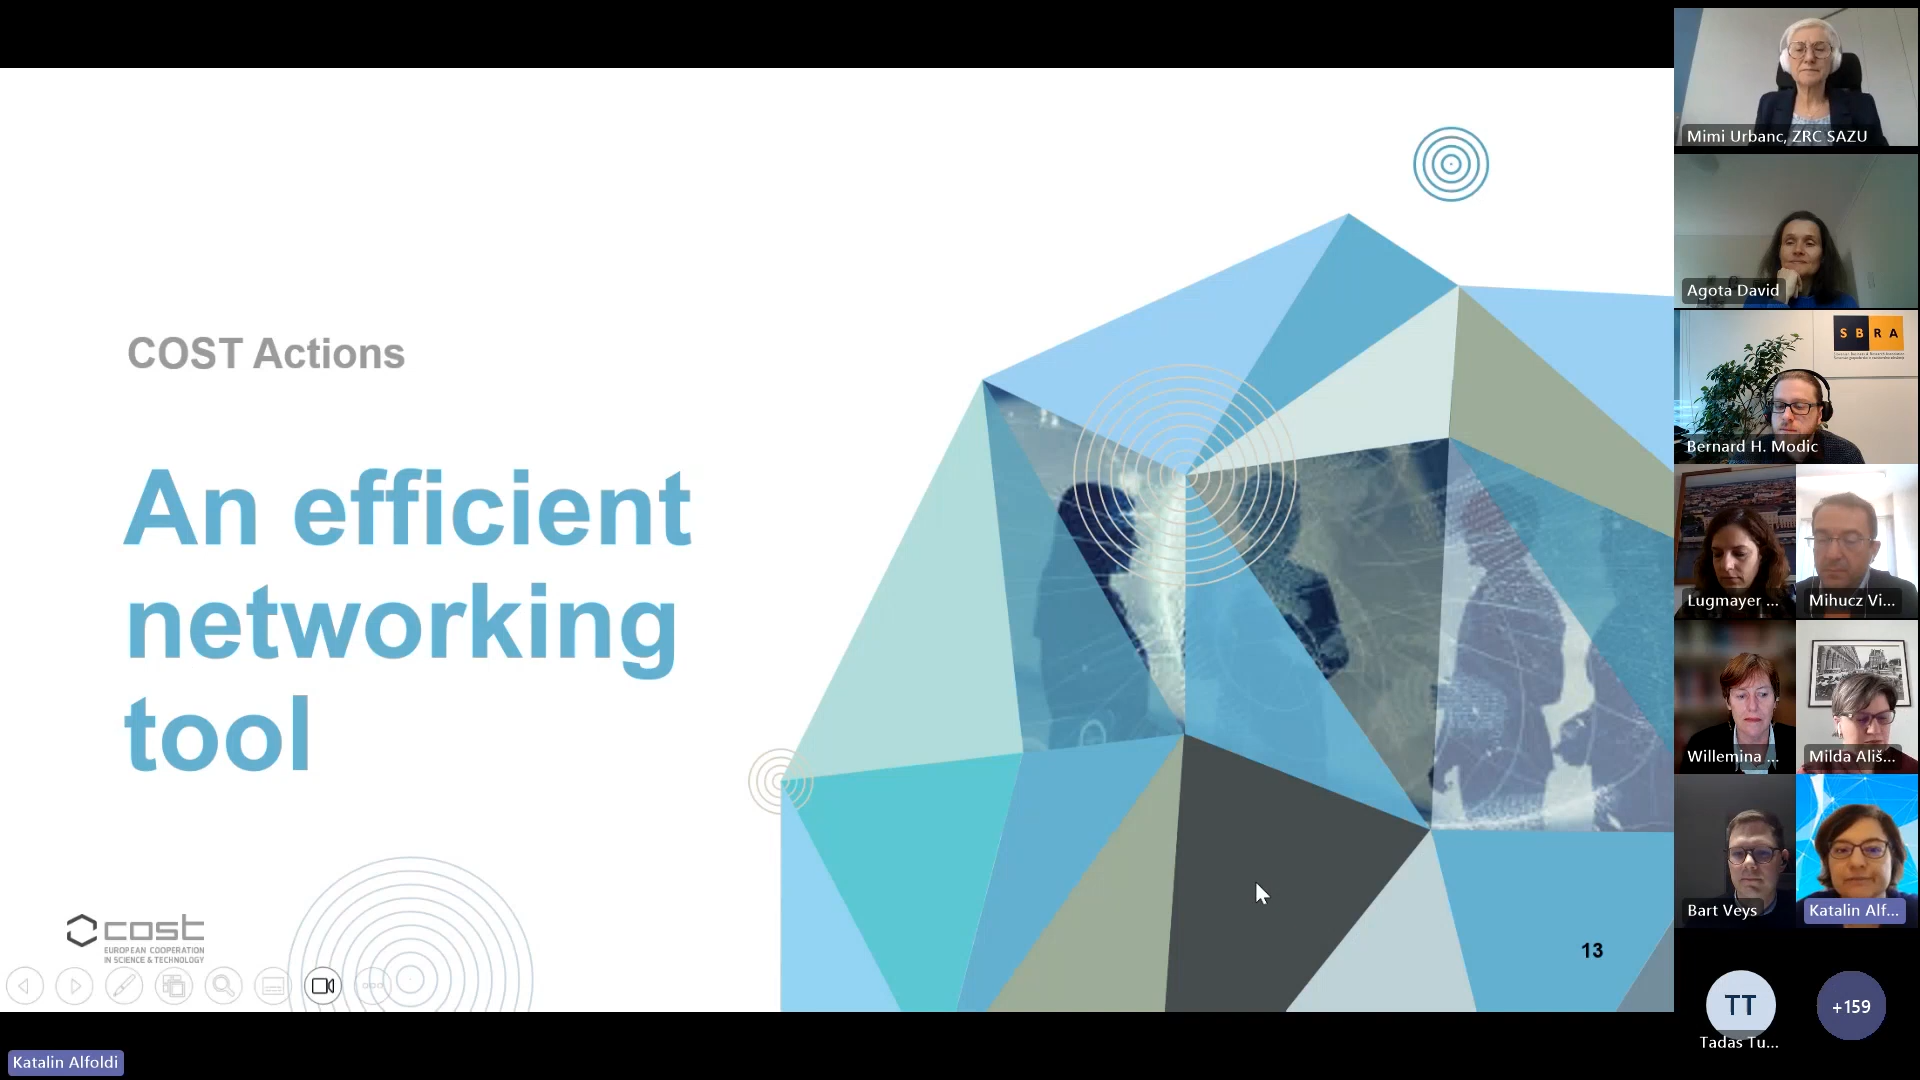 COST Actions
An efficient
networking
tool
cost
EUROPEAN COOPERATION
IN SCIENCE & TECHNOLOGY
13
Katalin Alfoldi
Mimi Urbanc, ZRC SAZU
Agota David
SBRA
Bernard H. Modic
Lugmayer ...
Mihucz Vi...
Willemina ...
Milda Ališ...
Bart Veys
Katalin Alf...
TT
+159
Tadas Tu...